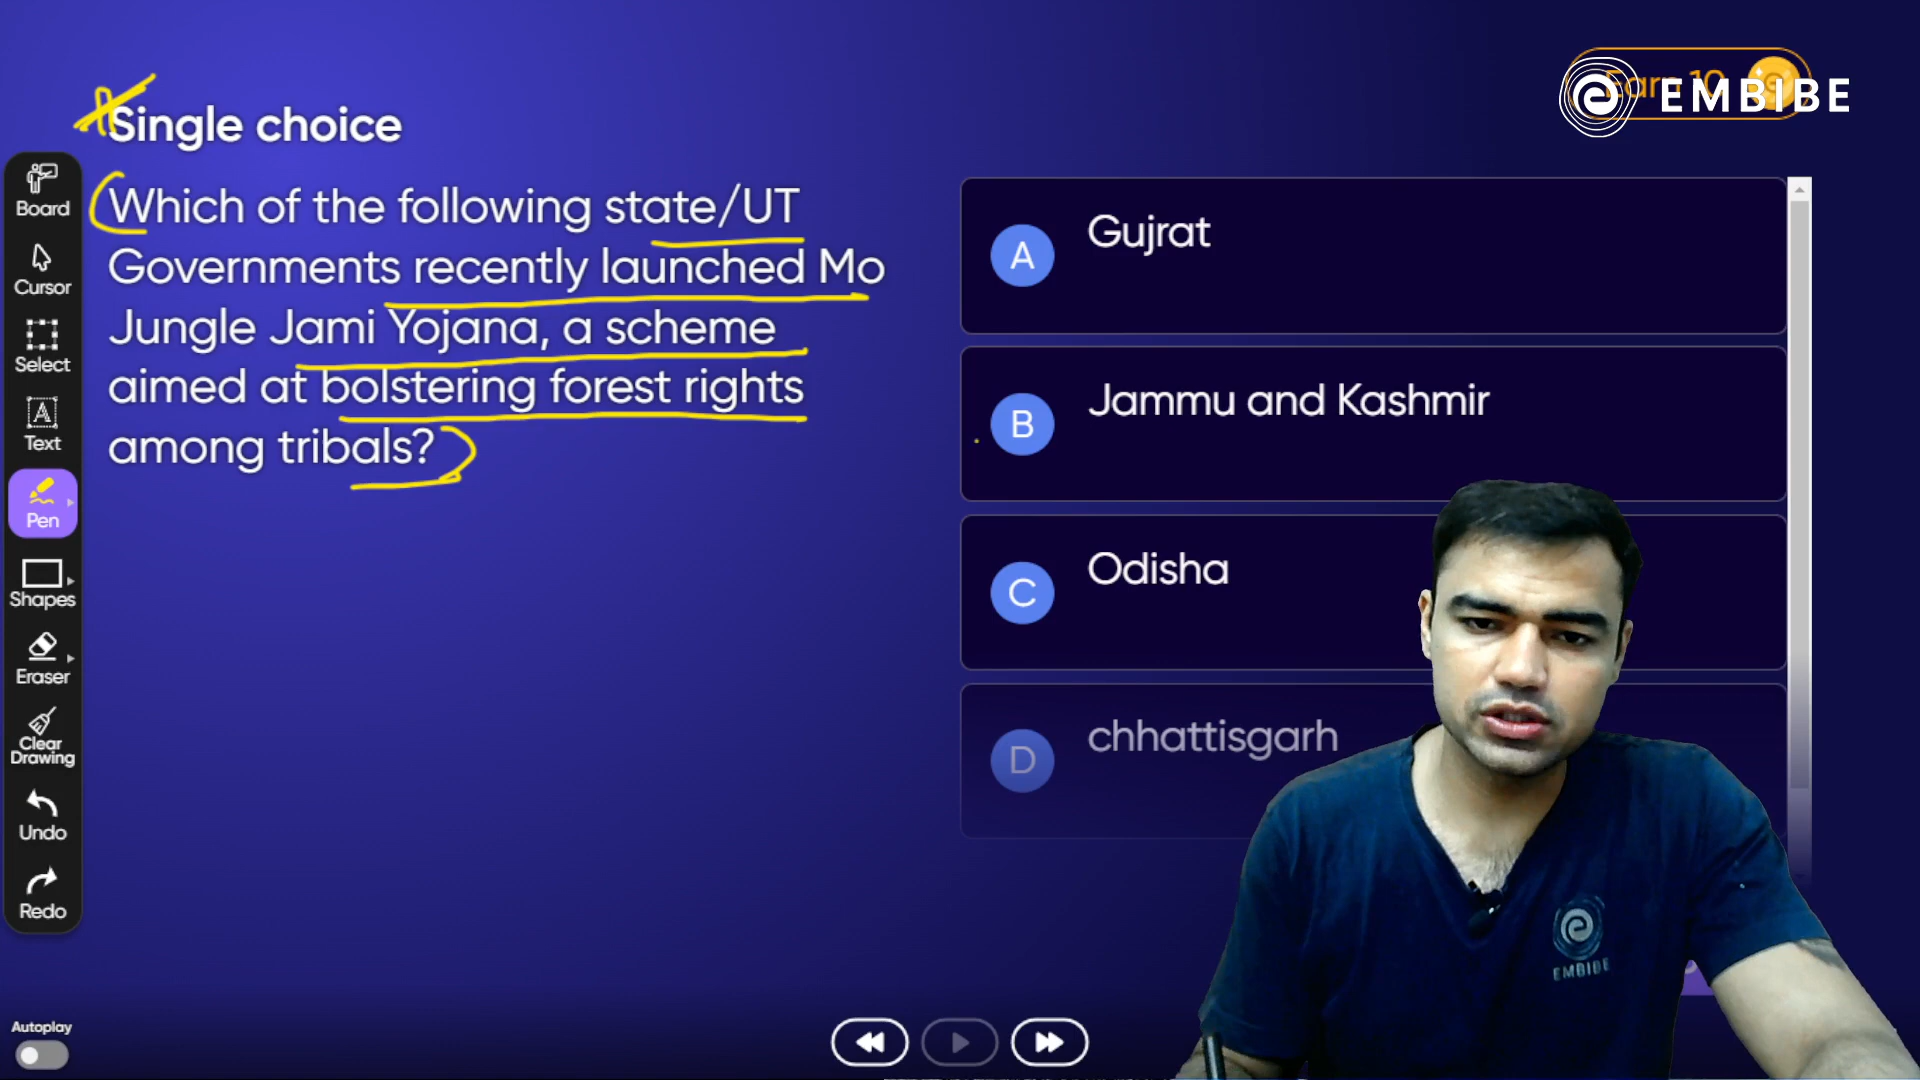 Single choice
EMBIBE
Which of the following state/UT
Governments recently launched Mo
Jungle Jami Yojana, a scheme
aimed at bolstering forest rights
among tribals?
A
Gujrat
B
Jammu and Kashmir
C
Odisha
D
chhattisgarh
Board
Cursor
Select
A
Text
Pen
Shapes
Eraser
Clear
Drawing
Undo
Redo
Autoplay
EMBIBE